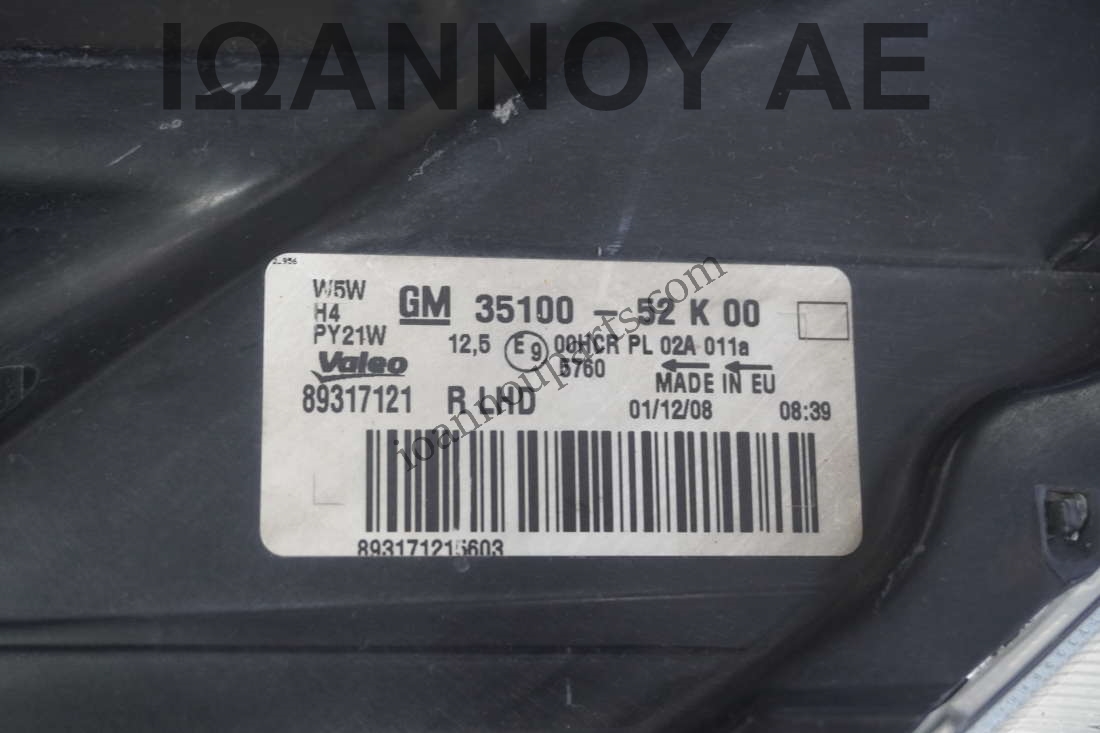 ΙΩΑΝΝΟΥ ΑΕ
2_956
W5W
H4
PY21W
GM 35100-52 K 00
12,5 E9 00HCR PL 02A 011a
5760
Valeo
MADE IN EU
89317121 R LHD 01/12/08 08:39
893171215603
ioannouparts.com